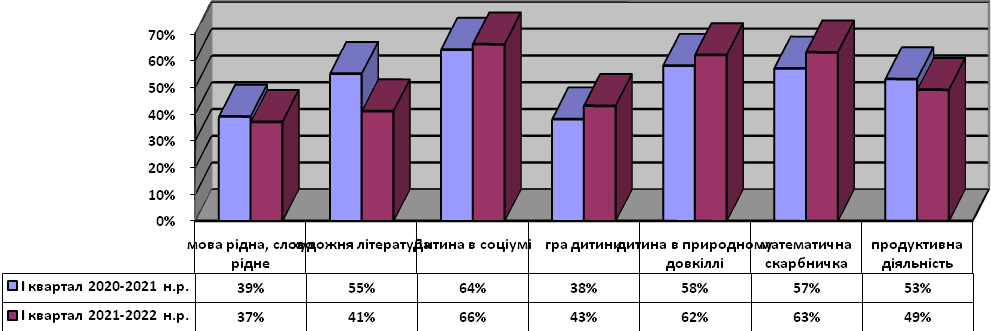 70%
60%
50%
40%
30%
20%
10%
0%
мова рідна, слово рідне
художня література
дитина в соціумі
гра дитини
дитина в природному довкіллі
математична скарбничка
продуктивна діяльність
І квартал 2020-2021 н.р. 39% 55% 64% 38% 58% 57% 53%
І квартал 2021-2022 н.р. 37% 41% 66% 43% 62% 63% 49%